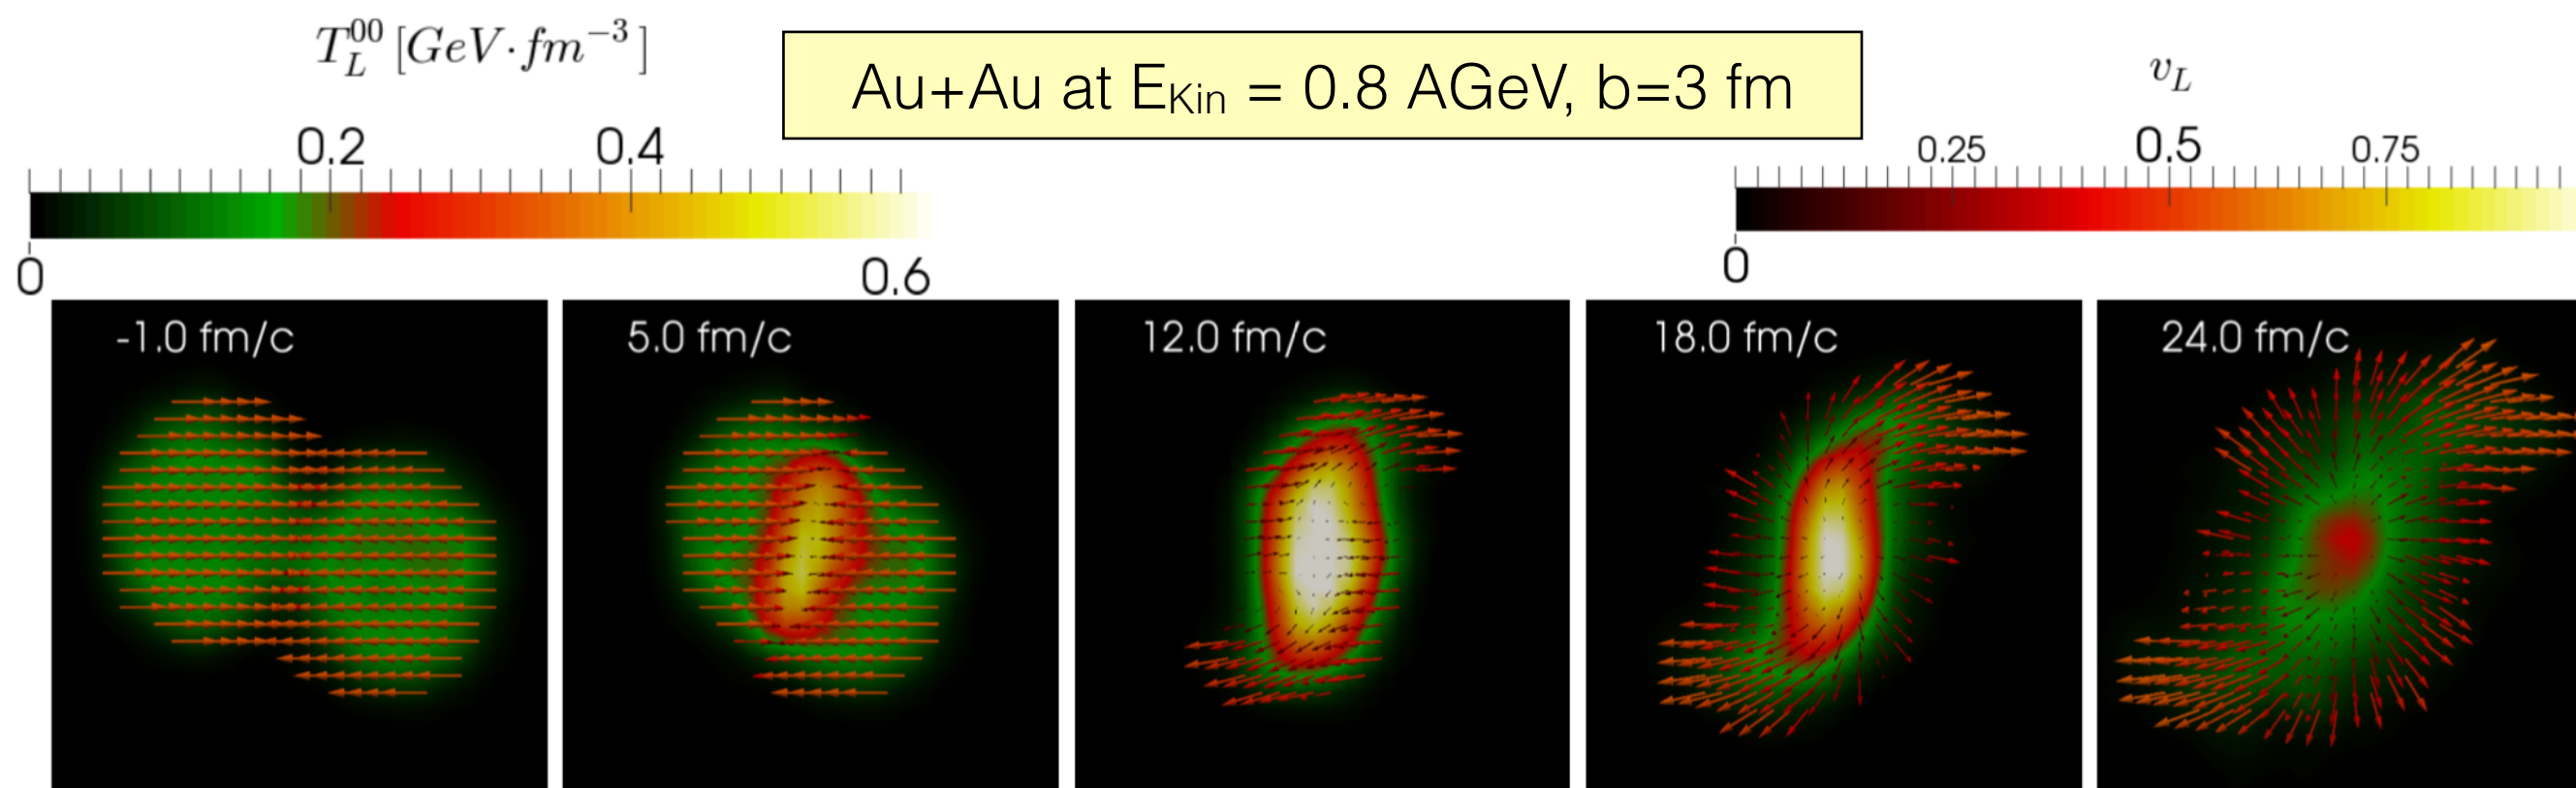 T_L^{00} [GeV·fm^{-3}]
Au+Au at E_{Kin} = 0.8 AGeV, b=3 fm
v_L
0.2 0.4
0 0.6
0.25 0.5 0.75
0
-1.0 fm/c
5.0 fm/c
12.0 fm/c
18.0 fm/c
24.0 fm/c